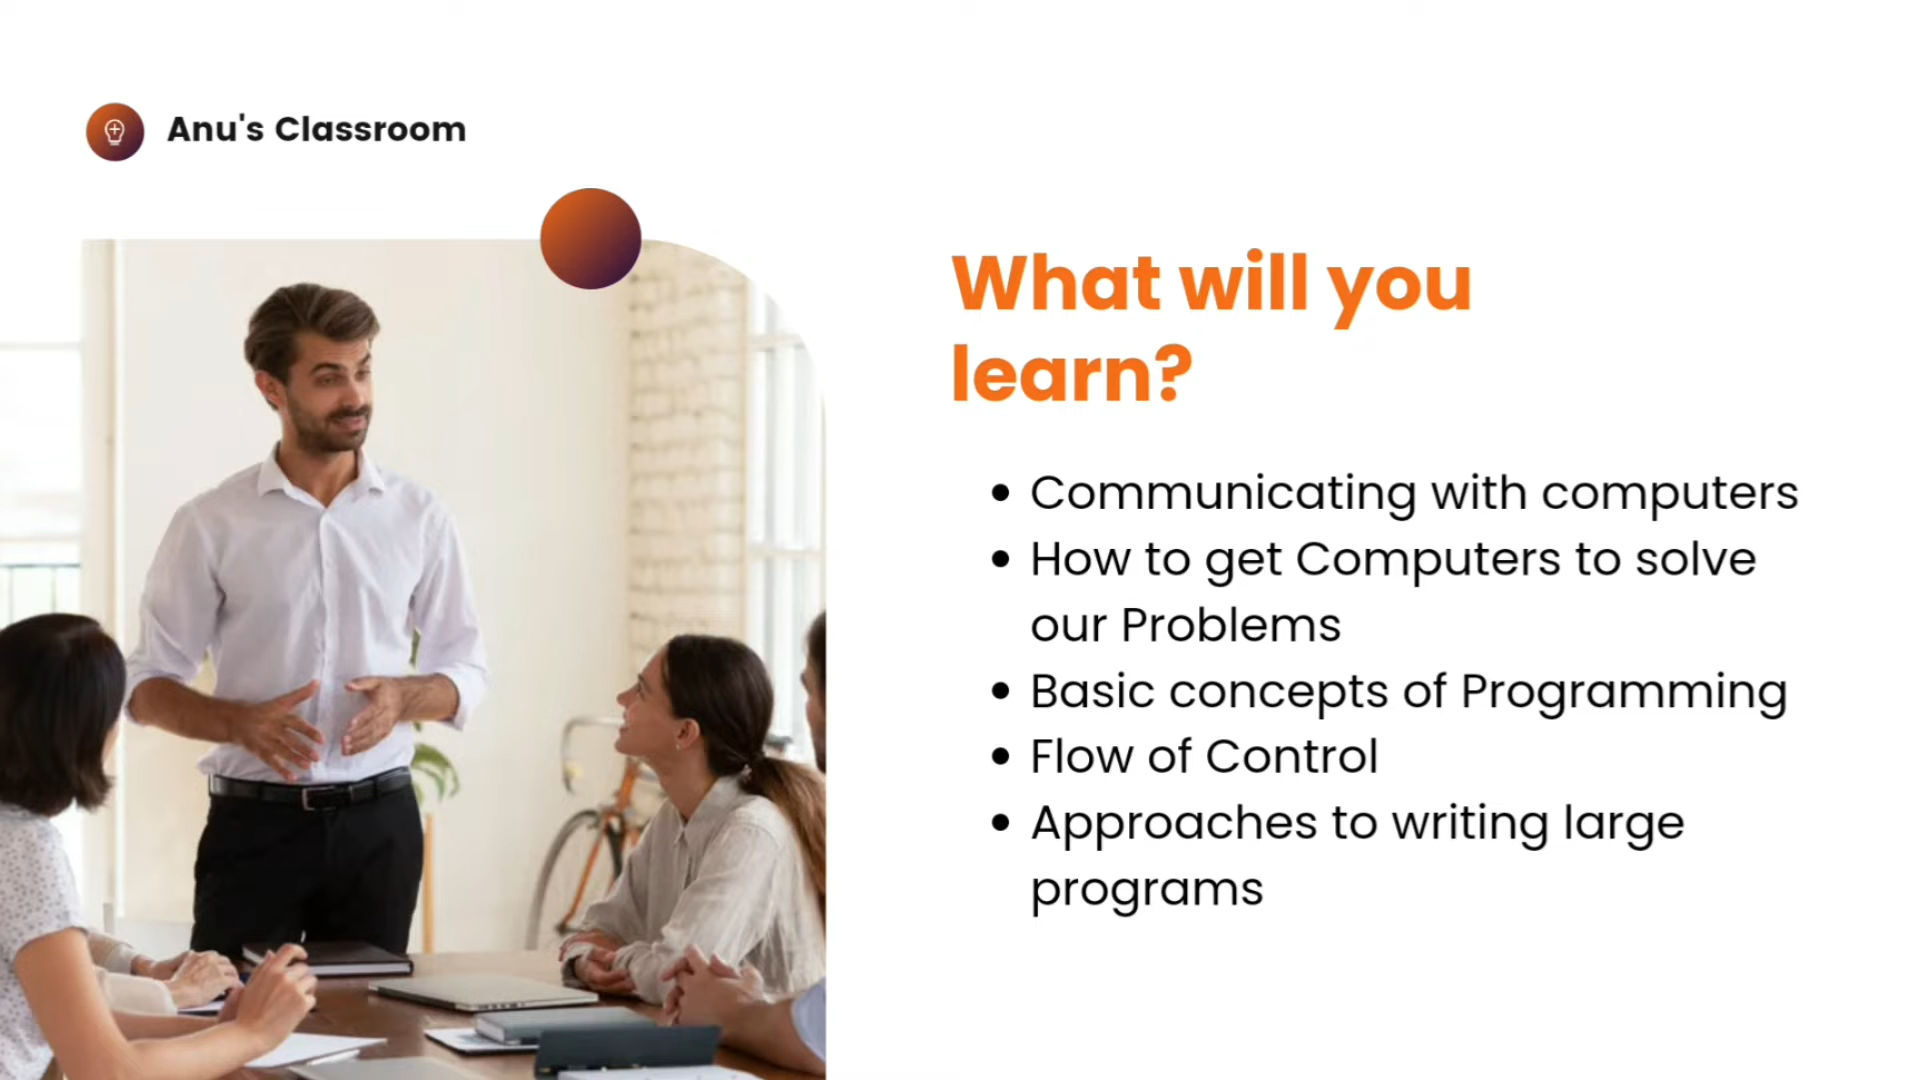 Anu's Classroom
What will you
learn?
• Communicating with computers
• How to get Computers to solve
our Problems
• Basic concepts of Programming
• Flow of Control
• Approaches to writing large
programs